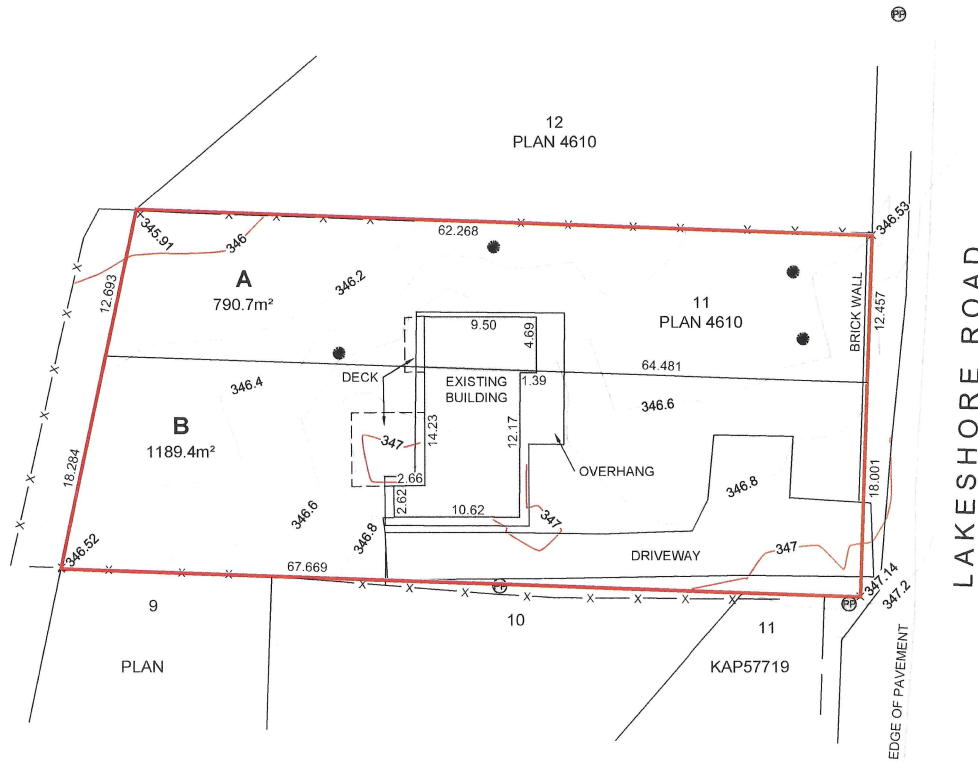 PP
12
PLAN 4610
346.53
345.91
346
62.268
12.693
A
790.7m²
346.2
11
PLAN 4610
BRICK WALL
12.457
LAKESHORE ROAD
9.50
4.69
DECK
EXISTING
BUILDING
1.39
64.481
346.4
346.6
B
1189.4m²
347
14.23
12.17
OVERHANG
18.284
2.66
2.62
10.62
346.8
18.001
346.6
346.8
347
DRIVEWAY
347
346.52
67.669
PP
347.14
347.2
PP
9
10
11
PLAN
KAP57719
EDGE OF PAVEMENT